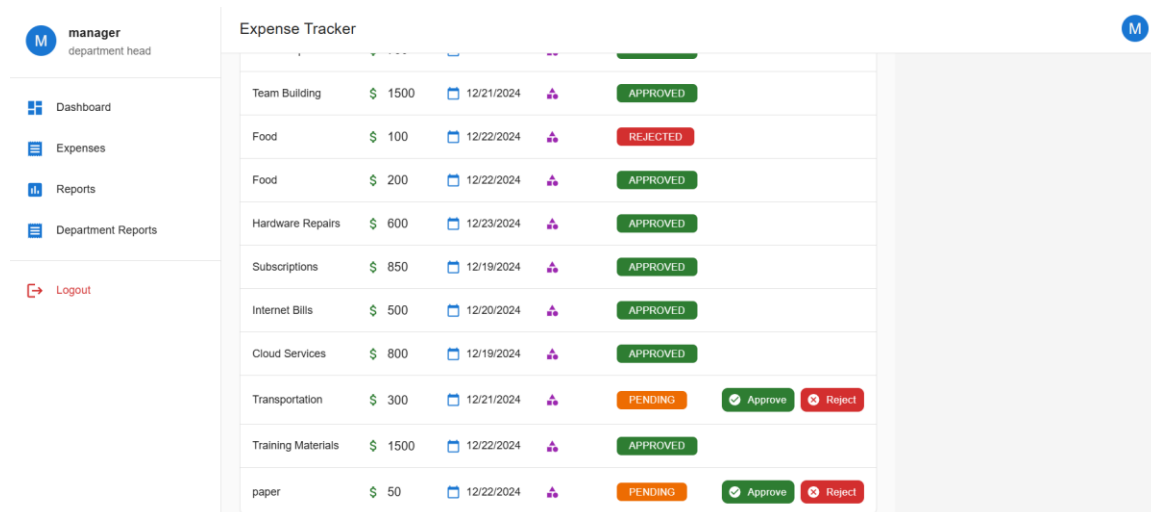 M
manager
department head
Expense Tracker
M
Dashboard
Expenses
Reports
Department Reports
Logout
Team Building $ 1500 12/21/2024 APPROVED
Food $ 100 12/22/2024 REJECTED
Food $ 200 12/22/2024 APPROVED
Hardware Repairs $ 600 12/23/2024 APPROVED
Subscriptions $ 850 12/19/2024 APPROVED
Internet Bills $ 500 12/20/2024 APPROVED
Cloud Services $ 800 12/19/2024 APPROVED
Transportation $ 300 12/21/2024 PENDING Approve Reject
Training Materials $ 1500 12/22/2024 APPROVED
paper $ 50 12/22/2024 PENDING Approve Reject